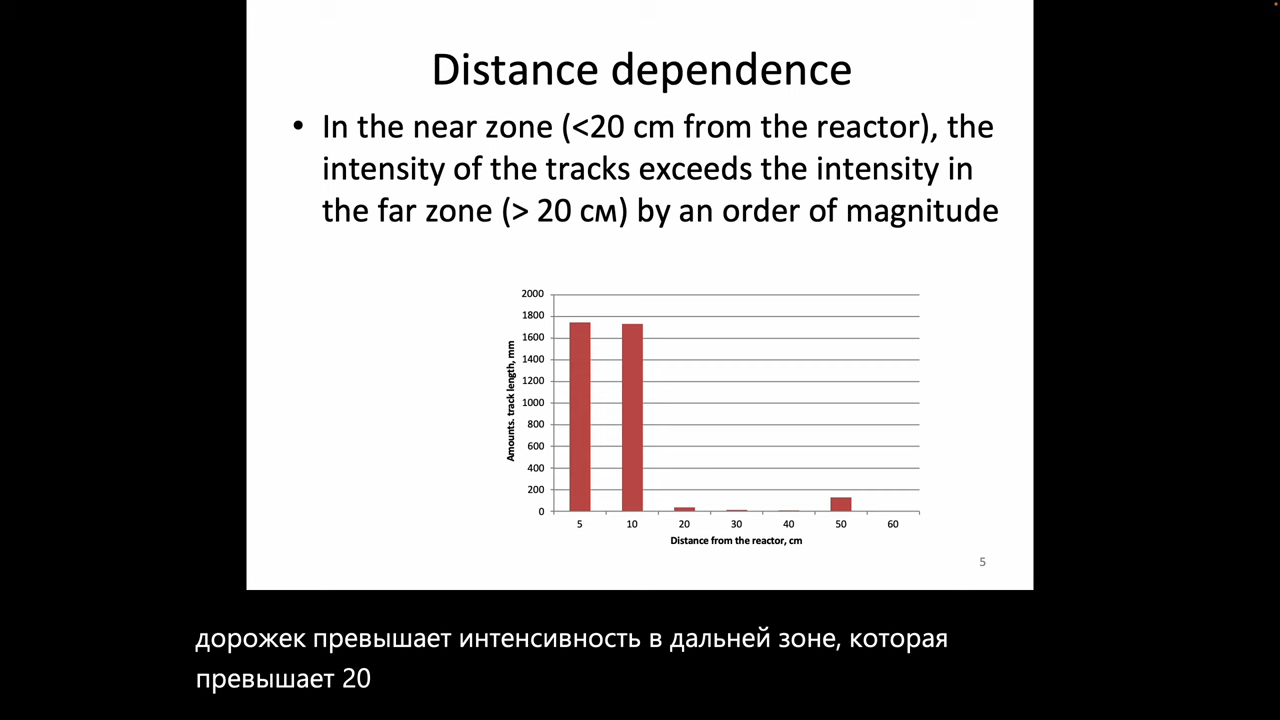 Distance dependence
• In the near zone (<20 cm from the reactor), the
intensity of the tracks exceeds the intensity in
the far zone (> 20 см) by an order of magnitude
2000
1800
1600
1400
1200
1000
800
600
400
200
0
Amounts. track length, mm
5 10 20 30 40 50 60
Distance from the reactor, cm
5
дорожек превышает интенсивность в дальней зоне, которая
превышает 20